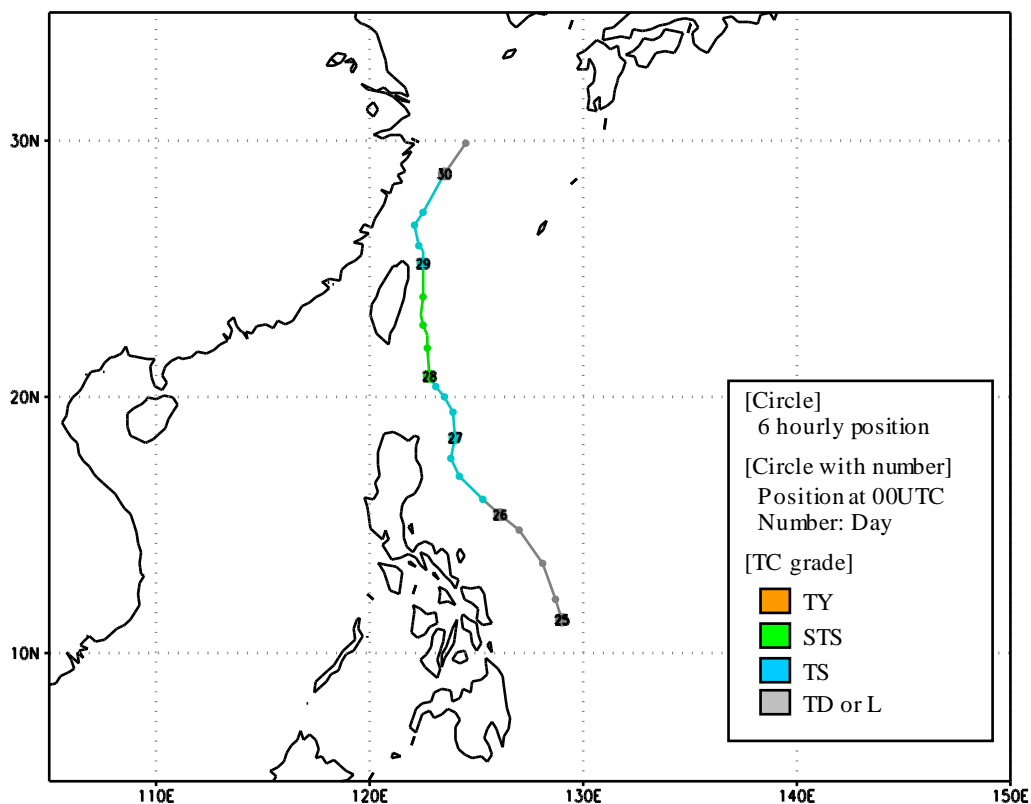 30N
30
29
28
20N
27
26
25
10N
110E
120E
130E
140E
150E
[Circle]
6 hourly position
[Circle with number]
Position at 00UTC
Number: Day
[TC grade]
TY
STS
TS
TD or L